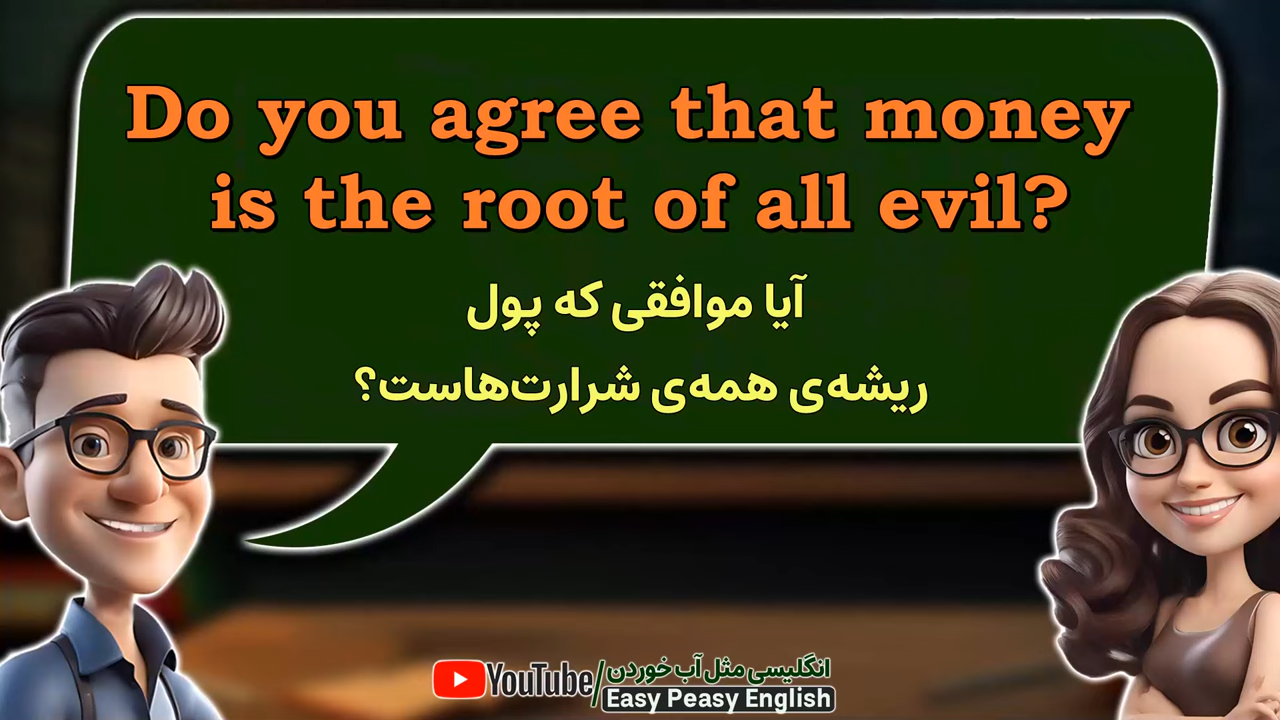 Do you agree that money
is the root of all evil?
آیا موافقی که پول
ریشه‌ی همه‌ی شرارت‌هاست؟
YouTube/انگلیسی مثل آب خوردن
Easy Peasy English